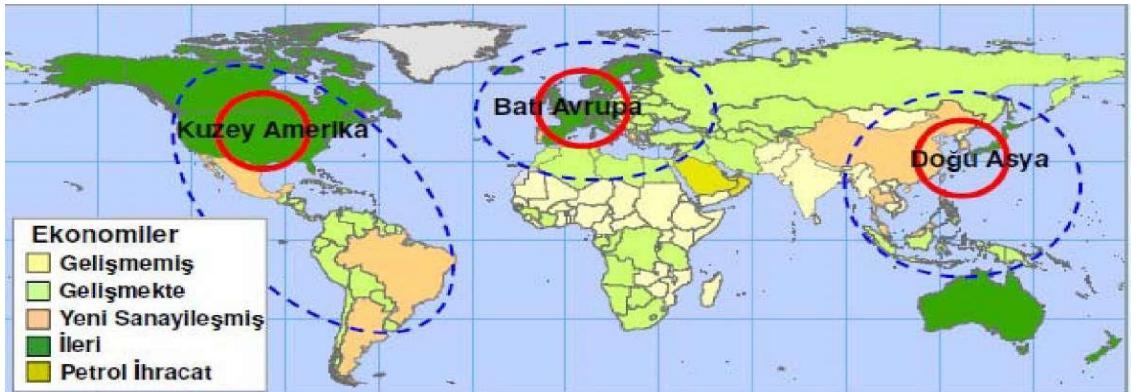 Kuzey Amerika
Batı Avrupa
Doğu Asya
Ekonomiler
Gelişmemiş
Gelişmekte
Yeni Sanayileşmiş
İleri
Petrol İhracat